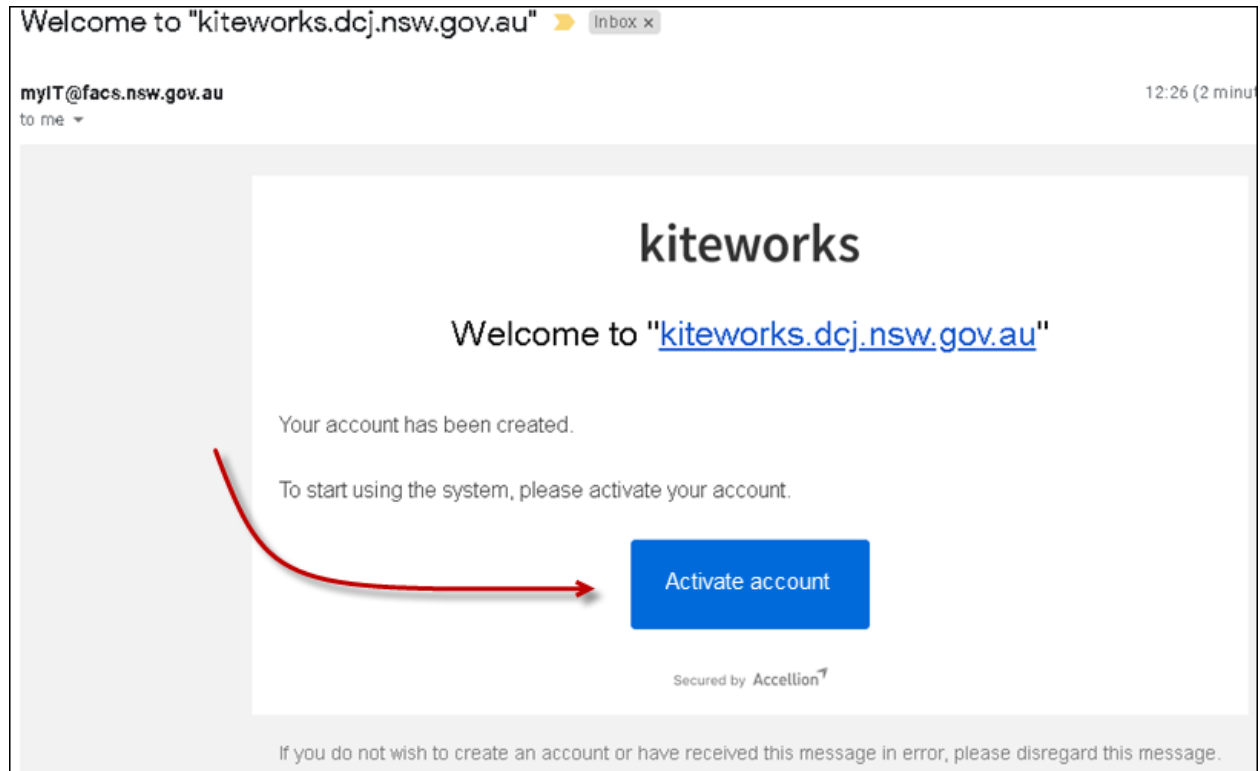 Welcome to "kiteworks.dcj.nsw.gov.au" Inbox x
myIT@facs.nsw.gov.au 12:26 (2 minut
to me
kiteworks
Welcome to "kiteworks.dcj.nsw.gov.au"
Your account has been created.
To start using the system, please activate your account.
Activate account
Secured by Accellion
If you do not wish to create an account or have received this message in error, please disregard this message.